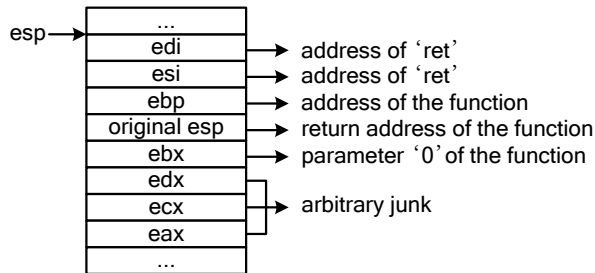 ...
esp
edi address of ‘ret’
esi address of ‘ret’
ebp address of the function
original esp return address of the function
ebx parameter ‘0’ of the function
edx
ecx arbitrary junk
eax
...